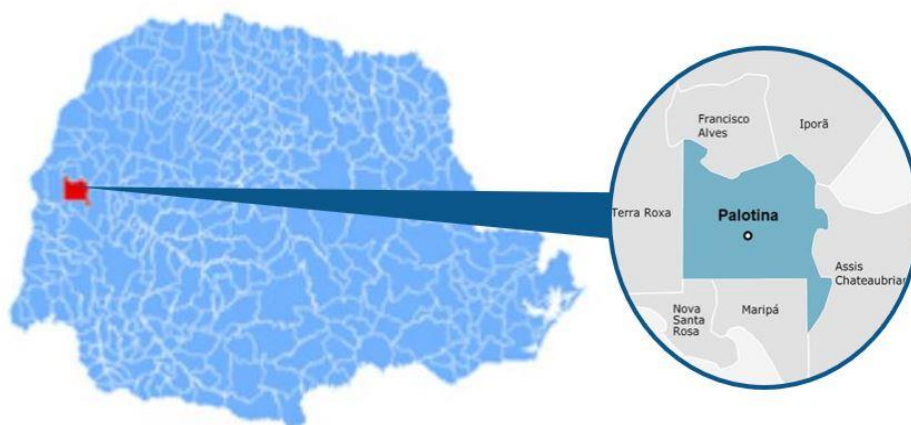 Francisco
Alves
Iporã
Terra Roxa
Palotina
Assis
Chateaubrian
Nova
Santa
Rosa
Maripá